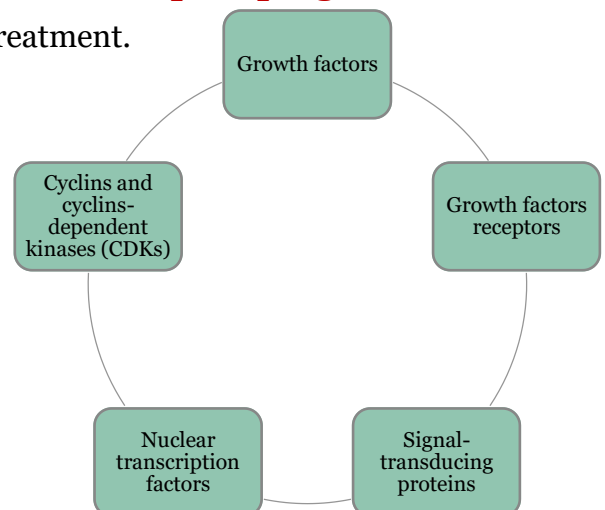 reatment.
Growth factors
Growth factors
receptors
Signal-
transducing
proteins
Nuclear
transcription
factors
Cyclins and
cyclins-
dependent
kinases (CDKs)